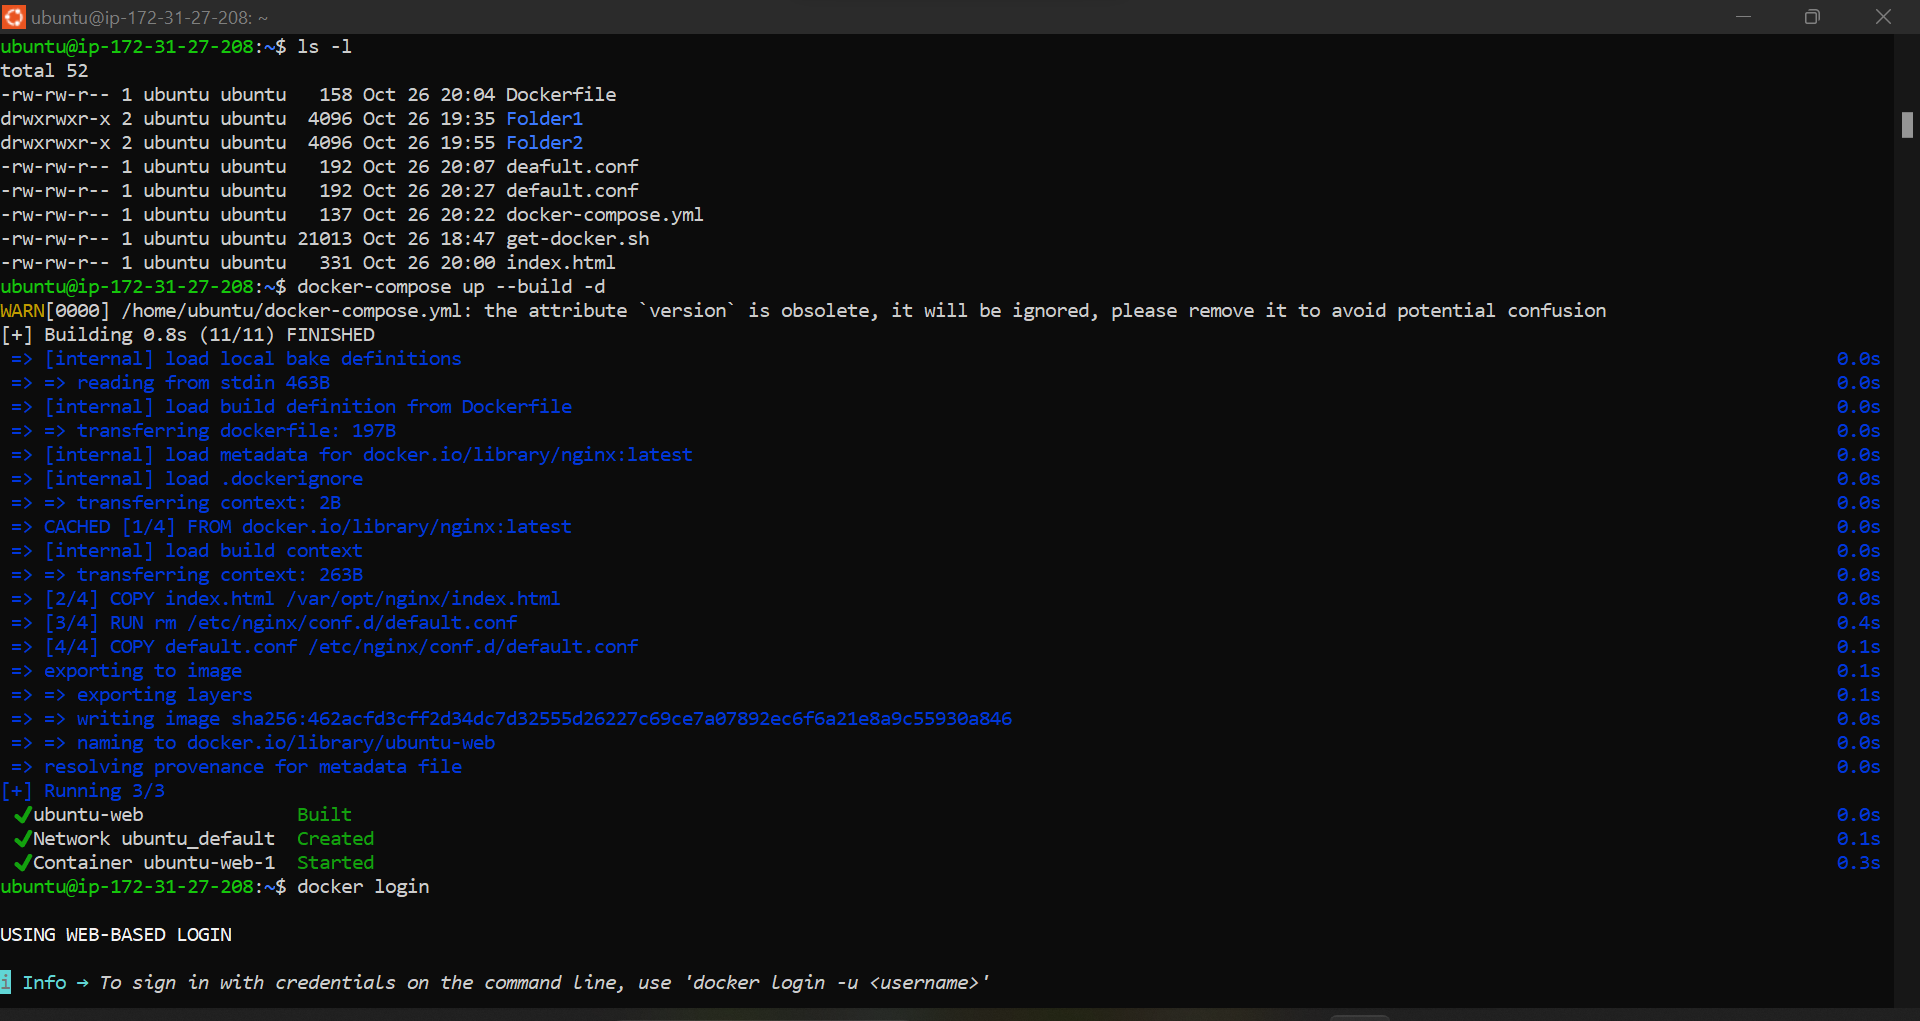 ubuntu@ip-172-31-27-208: ~
ubuntu@ip-172-31-27-208:~$ ls -l
total 52
-rw-rw-r-- 1 ubuntu ubuntu   158 Oct 26 20:04 Dockerfile
drwxrwxr-x 2 ubuntu ubuntu  4096 Oct 26 19:35 Folder1
drwxrwxr-x 2 ubuntu ubuntu  4096 Oct 26 19:55 Folder2
-rw-rw-r-- 1 ubuntu ubuntu   192 Oct 26 20:07 deafult.conf
-rw-rw-r-- 1 ubuntu ubuntu   192 Oct 26 20:27 default.conf
-rw-rw-r-- 1 ubuntu ubuntu   137 Oct 26 20:22 docker-compose.yml
-rw-rw-r-- 1 ubuntu ubuntu 21013 Oct 26 18:47 get-docker.sh
-rw-rw-r-- 1 ubuntu ubuntu   331 Oct 26 20:00 index.html
ubuntu@ip-172-31-27-208:~$ docker-compose up --build -d
WARN[0000] /home/ubuntu/docker-compose.yml: the attribute `version` is obsolete, it will be ignored, please remove it to avoid potential confusion
[+] Building 0.8s (11/11) FINISHED
=> [internal] load local bake definitions 0.0s
=> => reading from stdin 463B 0.0s
=> [internal] load build definition from Dockerfile 0.0s
=> => transferring dockerfile: 197B 0.0s
=> [internal] load metadata for docker.io/library/nginx:latest 0.0s
=> [internal] load .dockerignore 0.0s
=> => transferring context: 2B 0.0s
=> CACHED [1/4] FROM docker.io/library/nginx:latest 0.0s
=> [internal] load build context 0.0s
=> => transferring context: 263B 0.0s
=> [2/4] COPY index.html /var/opt/nginx/index.html 0.0s
=> [3/4] RUN rm /etc/nginx/conf.d/default.conf 0.4s
=> [4/4] COPY default.conf /etc/nginx/conf.d/default.conf 0.1s
=> exporting to image 0.1s
=> => exporting layers 0.1s
=> => writing image sha256:462acfd3cff2d34dc7d32555d26227c69ce7a07892ec6f6a21e8a9c55930a846 0.0s
=> => naming to docker.io/library/ubuntu-web 0.0s
=> resolving provenance for metadata file 0.0s
[+] Running 3/3
✔ubuntu-web Built 0.0s
✔Network ubuntu_default Created 0.1s
✔Container ubuntu-web-1 Started 0.3s
ubuntu@ip-172-31-27-208:~$ docker login
USING WEB-BASED LOGIN
i Info → To sign in with credentials on the command line, use 'docker login -u <username>'